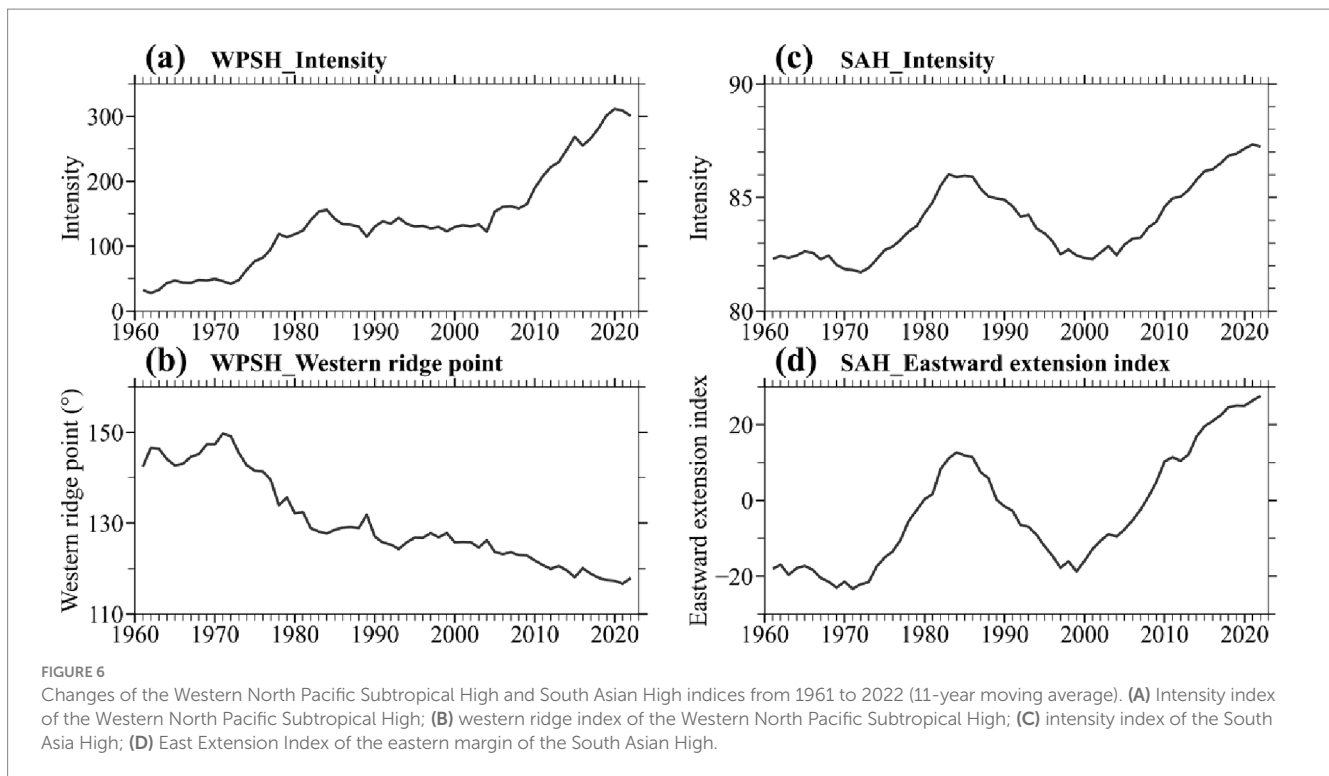 (a) WPSH_Intensity
Intensity
300
200
100
0
1960 1970 1980 1990 2000 2010 2020
(c) SAH_Intensity
Intensity
90
85
80
1960 1970 1980 1990 2000 2010 2020
(b) WPSH_Western ridge point
Western ridge point (°)
150
130
110
1960 1970 1980 1990 2000 2010 2020
(d) SAH_Eastward extension index
Eastward extension index
20
0
−20
1960 1970 1980 1990 2000 2010 2020
FIGURE 6
Changes of the Western North Pacific Subtropical High and South Asian High indices from 1961 to 2022 (11-year moving average). (A) Intensity index
of the Western North Pacific Subtropical High; (B) western ridge index of the Western North Pacific Subtropical High; (C) intensity index of the South
Asia High; (D) East Extension Index of the eastern margin of the South Asian High.